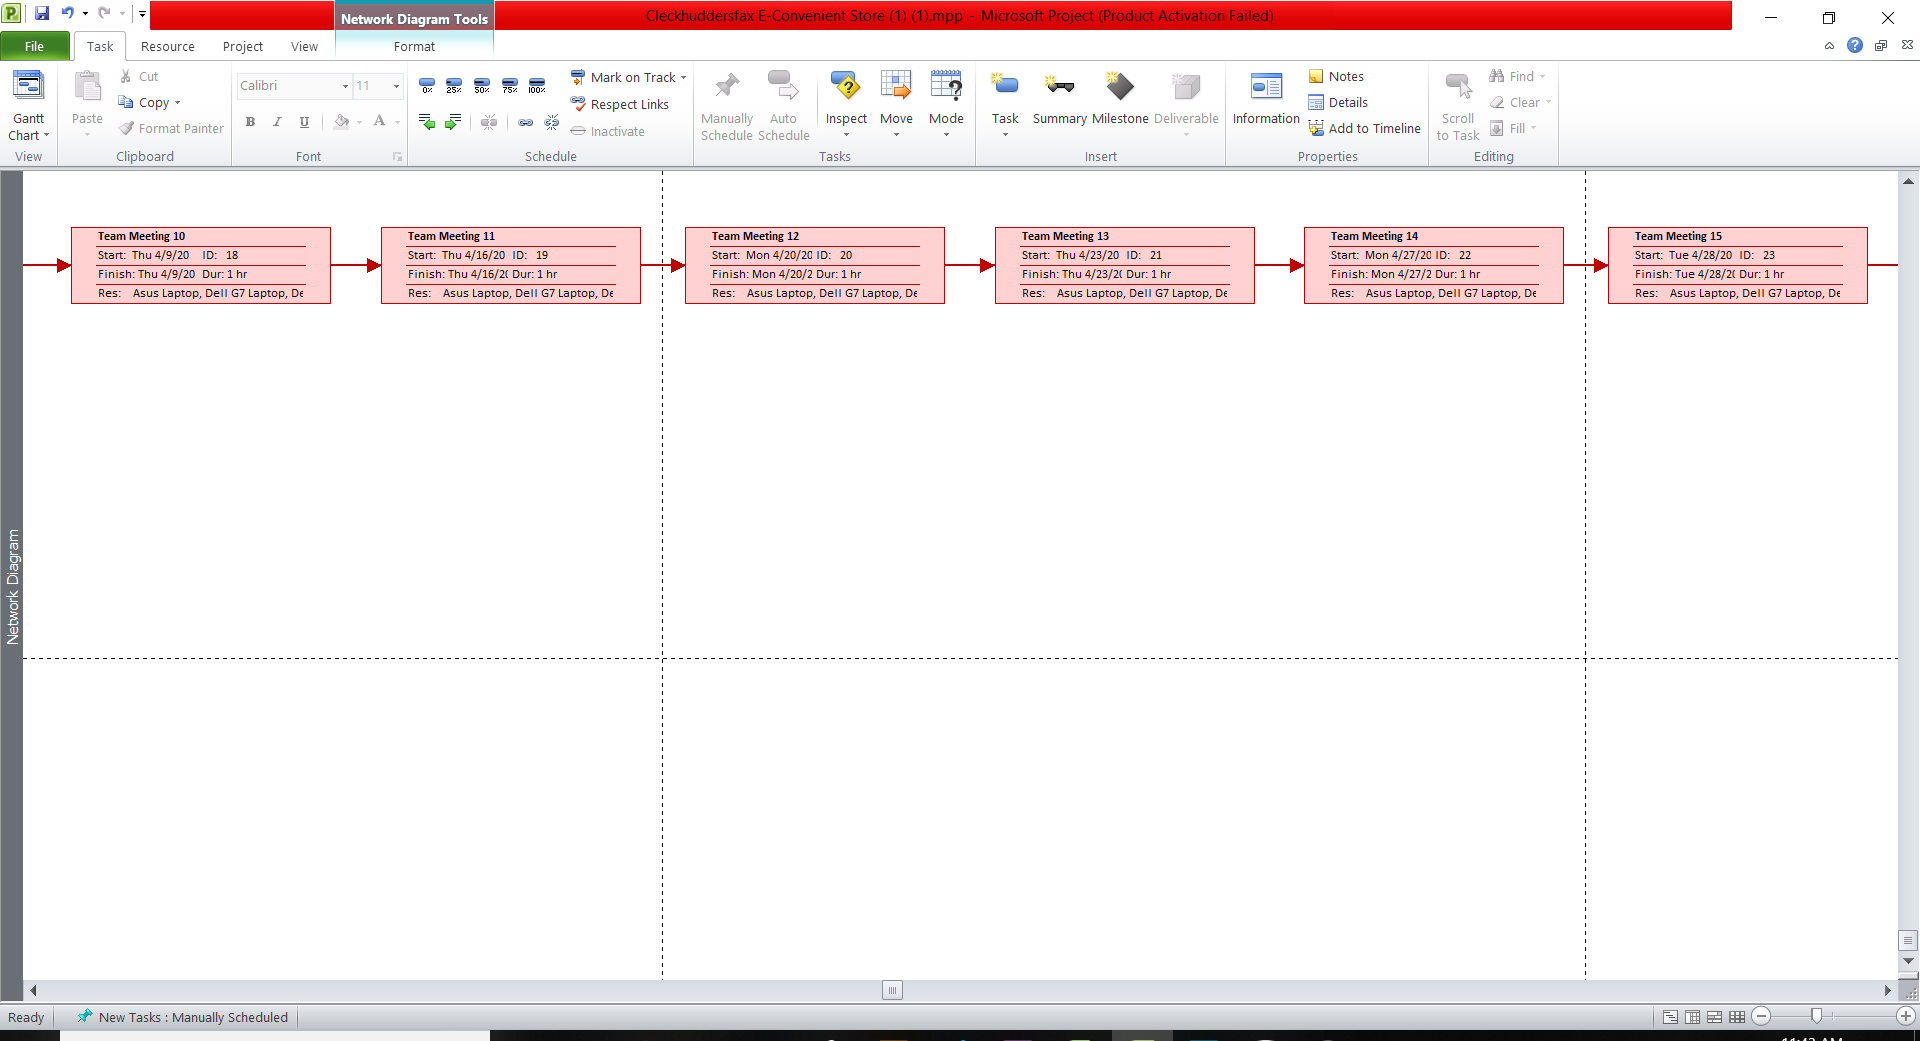 Network Diagram Tools
Cleckhuddersfax E-Convenient Store (1) (1).mpp - Microsoft Project (Product Activation Failed)
File Task Resource Project View Format
Gantt Chart
View
Paste
Cut
Copy
Format Painter
Clipboard
Calibri 11
B I U A
Font
0% 25% 50% 75% 100%
Mark on Track
Respect Links
Inactivate
Schedule
Manually Schedule
Auto Schedule
Inspect
Move
Mode
Tasks
Task
Summary
Milestone
Deliverable
Insert
Information
Notes
Details
Add to Timeline
Properties
Scroll to Task
Find
Clear
Fill
Editing
Network Diagram
Team Meeting 10
Start: Thu 4/9/20 ID: 18
Finish: Thu 4/9/20 Dur: 1 hr
Res: Asus Laptop, Dell G7 Laptop, De
Team Meeting 11
Start: Thu 4/16/20 ID: 19
Finish: Thu 4/16/20 Dur: 1 hr
Res: Asus Laptop, Dell G7 Laptop, De
Team Meeting 12
Start: Mon 4/20/20 ID: 20
Finish: Mon 4/20/2 Dur: 1 hr
Res: Asus Laptop, Dell G7 Laptop, De
Team Meeting 13
Start: Thu 4/23/20 ID: 21
Finish: Thu 4/23/20 Dur: 1 hr
Res: Asus Laptop, Dell G7 Laptop, De
Team Meeting 14
Start: Mon 4/27/20 ID: 22
Finish: Mon 4/27/2 Dur: 1 hr
Res: Asus Laptop, Dell G7 Laptop, De
Team Meeting 15
Start: Tue 4/28/20 ID: 23
Finish: Tue 4/28/20 Dur: 1 hr
Res: Asus Laptop, Dell G7 Laptop, De
Ready
New Tasks : Manually Scheduled